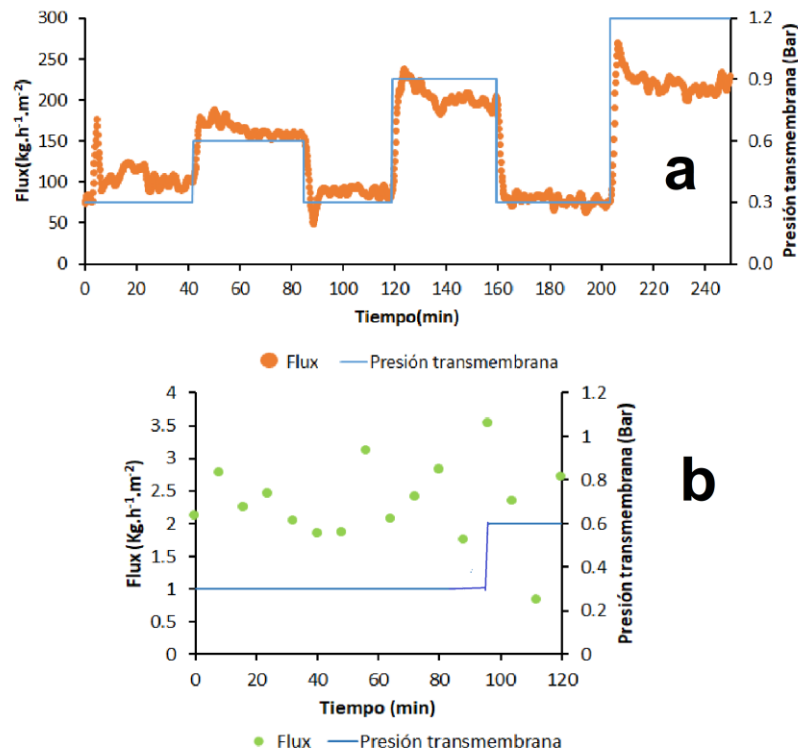 300
250
200
150
100
50
0
Flux(kg.h-1.m-2)
0 20 40 60 80 100 120 140 160 180 200 220 240
Tiempo(min)
1.2
0.9
0.6
0.3
0.0
Presión tansmembrana (Bar)
a
Flux Presión transmembrana
4
3.5
3
2.5
2
1.5
1
0.5
0
Flux (Kg.h-1.m-2)
0 20 40 60 80 100 120
Tiempo (min)
1.2
1
0.8
0.6
0.4
0.2
0
Presión transmembrana (Bar)
b
Flux Presión transmembrana